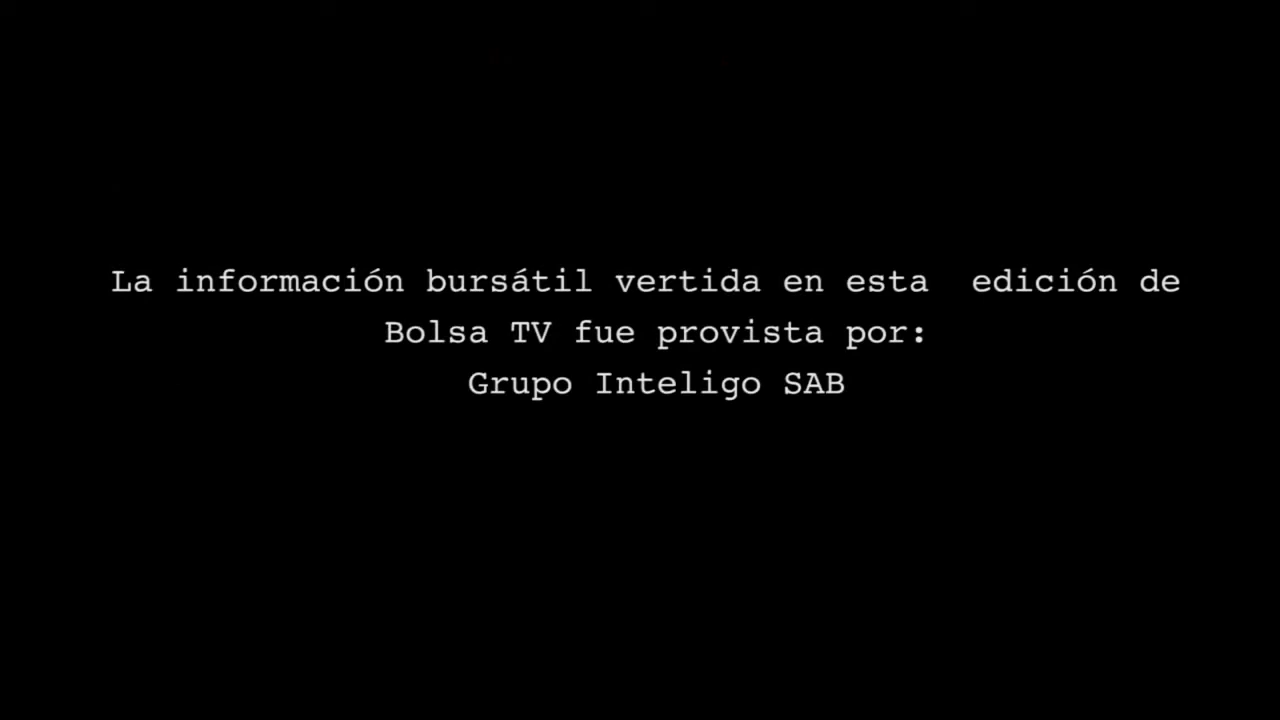 La información bursátil vertida en esta  edición de
Bolsa TV fue provista por:
Grupo Inteligo SAB